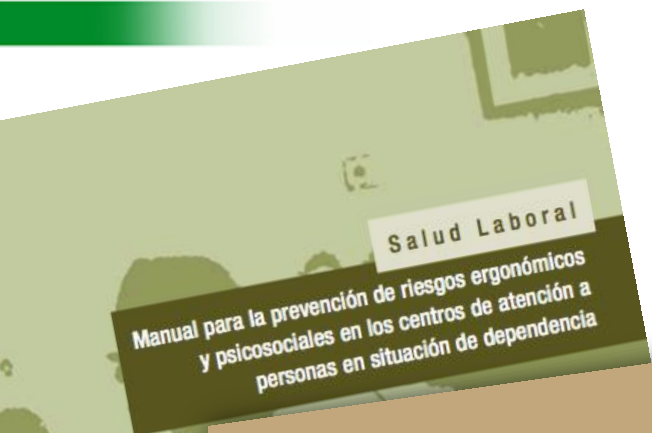 Salud Laboral
Manual para la prevención de riesgos ergonómicos
y psicosociales en los centros de atención a
personas en situación de dependencia